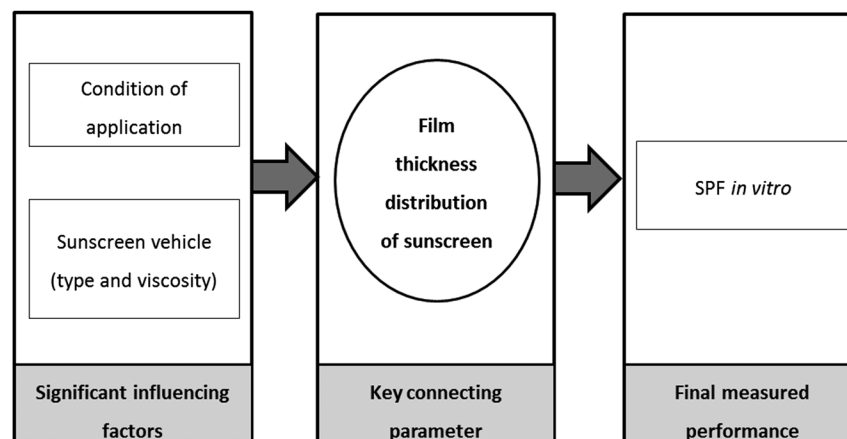 Condition of
application
Sunscreen vehicle
(type and viscosity)
Significant influencing
factors
Film
thickness
distribution
of sunscreen
Key connecting
parameter
SPF in vitro
Final measured
performance